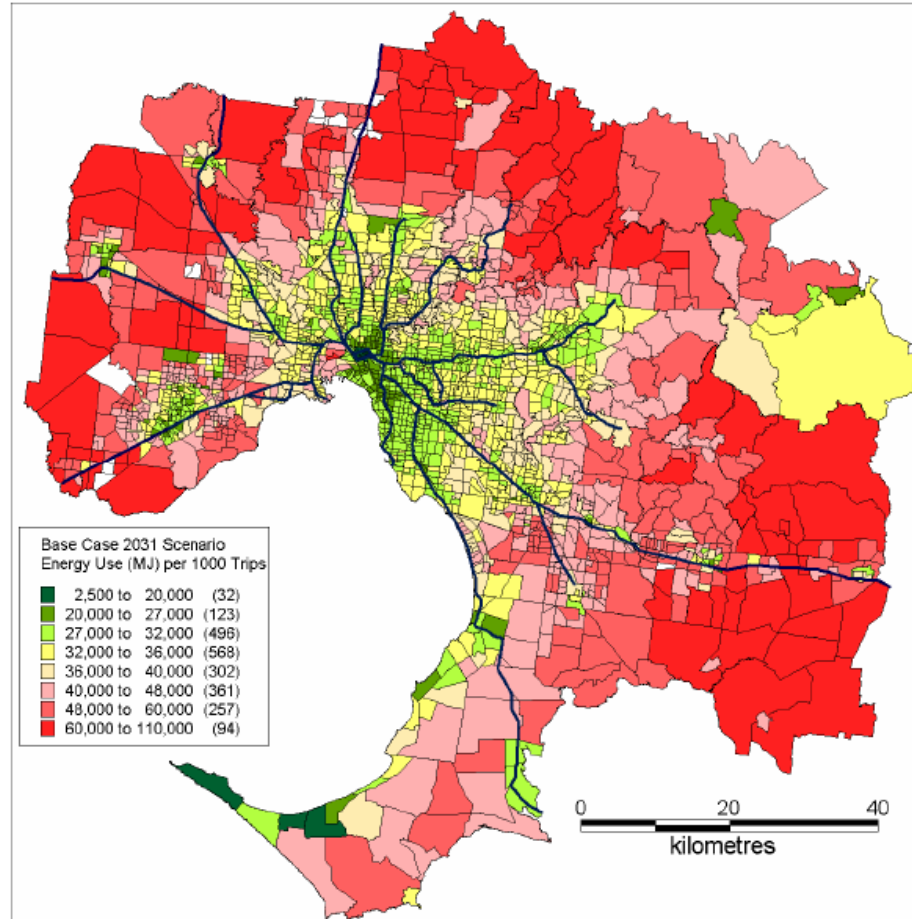 Base Case 2031 Scenario
Energy Use (MJ) per 1000 Trips
2,500 to 20,000 (32)
20,000 to 27,000 (123)
27,000 to 32,000 (496)
32,000 to 36,000 (568)
36,000 to 40,000 (302)
40,000 to 48,000 (361)
48,000 to 60,000 (257)
60,000 to 110,000 (94)
0 20 40
kilometres